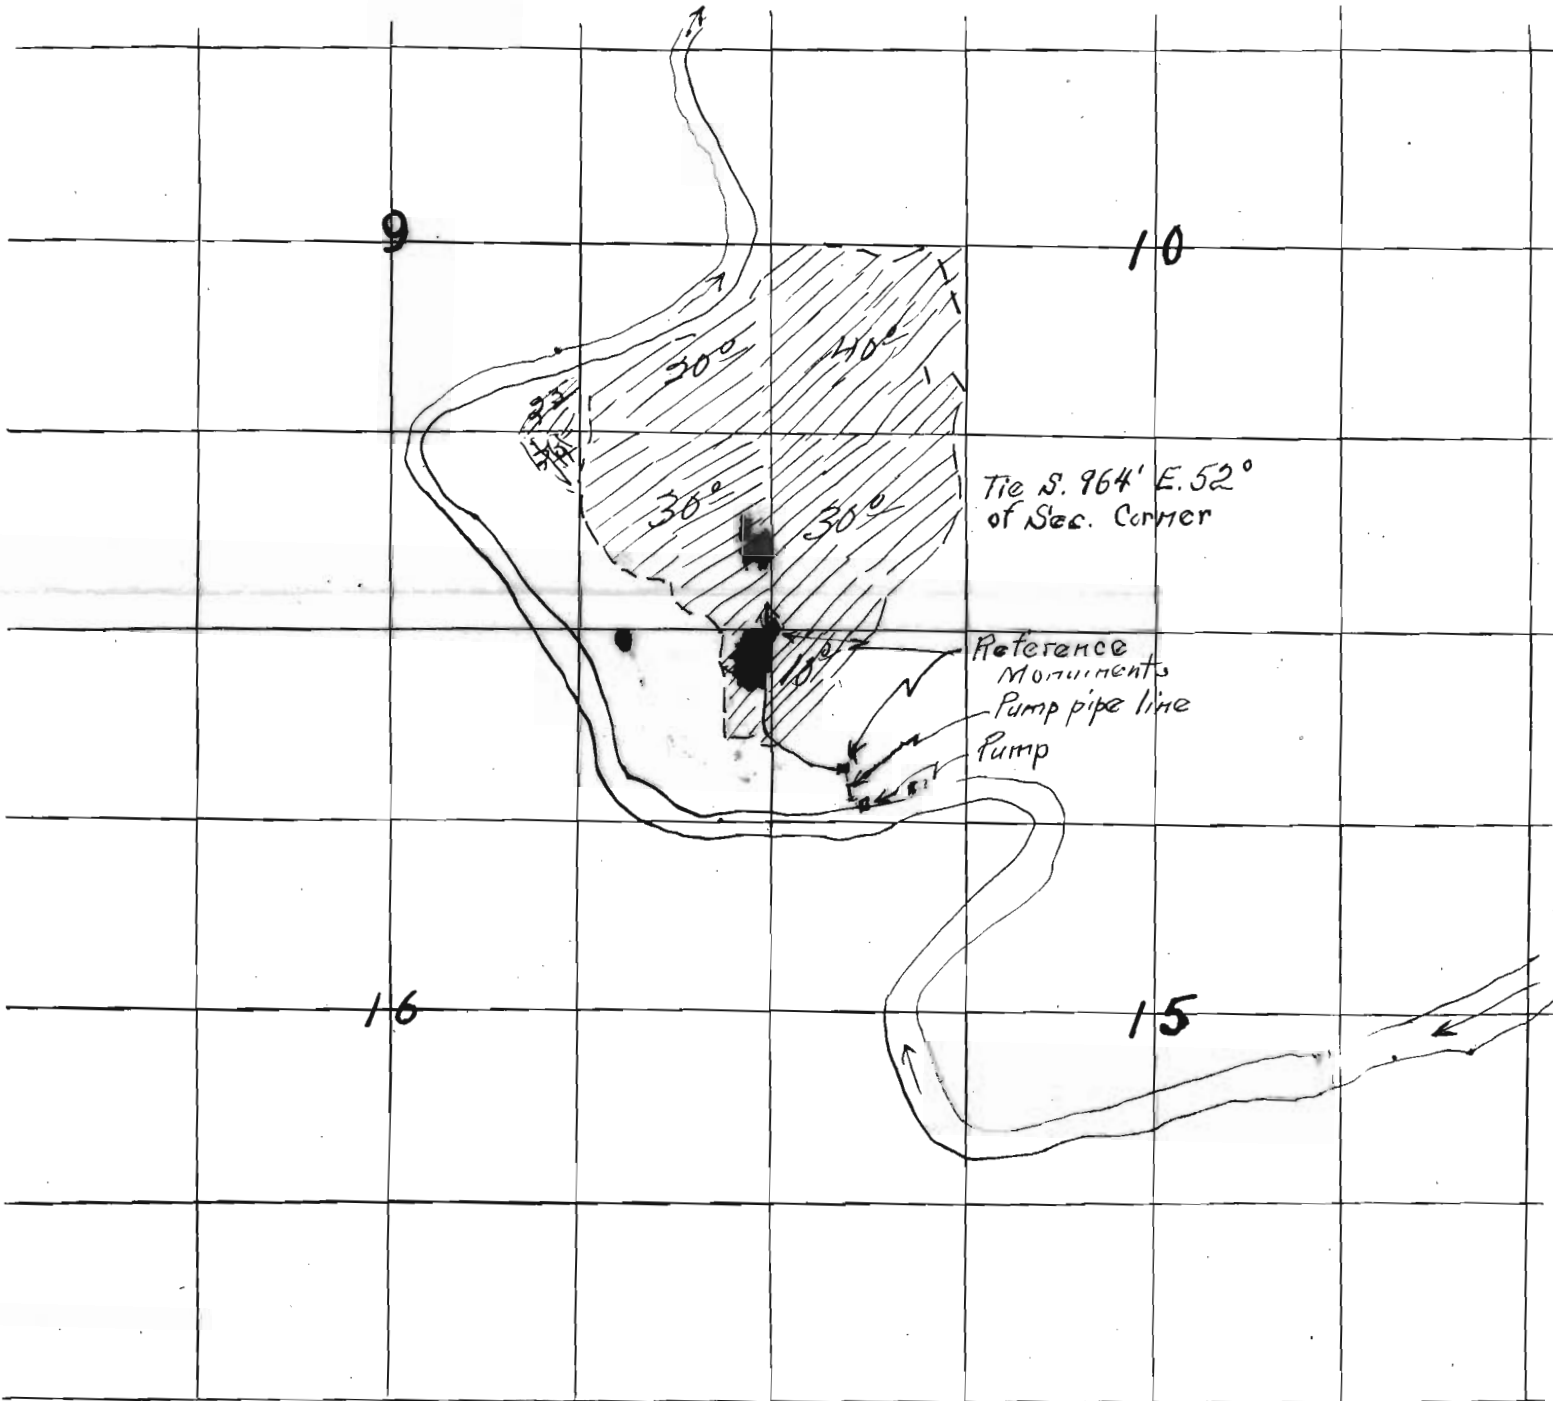 9
10
30°
40°
30°
30°
Tie S. 964' E. 52°
of Sec. Corner
10°
Reference
Monuments
Pump pipe line
Pump
16
15